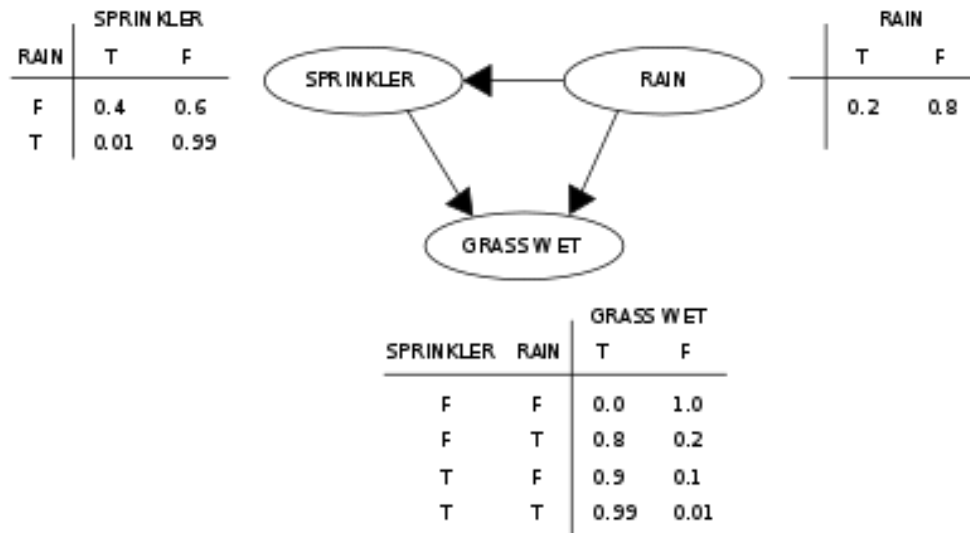 SPRINKLER
RAIN T F
F 0.4 0.6
T 0.01 0.99
SPRINKLER
RAIN
RAIN
T F
0.2 0.8
GRASS WET
GRASS WET
SPRINKLER RAIN T F
F F 0.0 1.0
F T 0.8 0.2
T F 0.9 0.1
T T 0.99 0.01